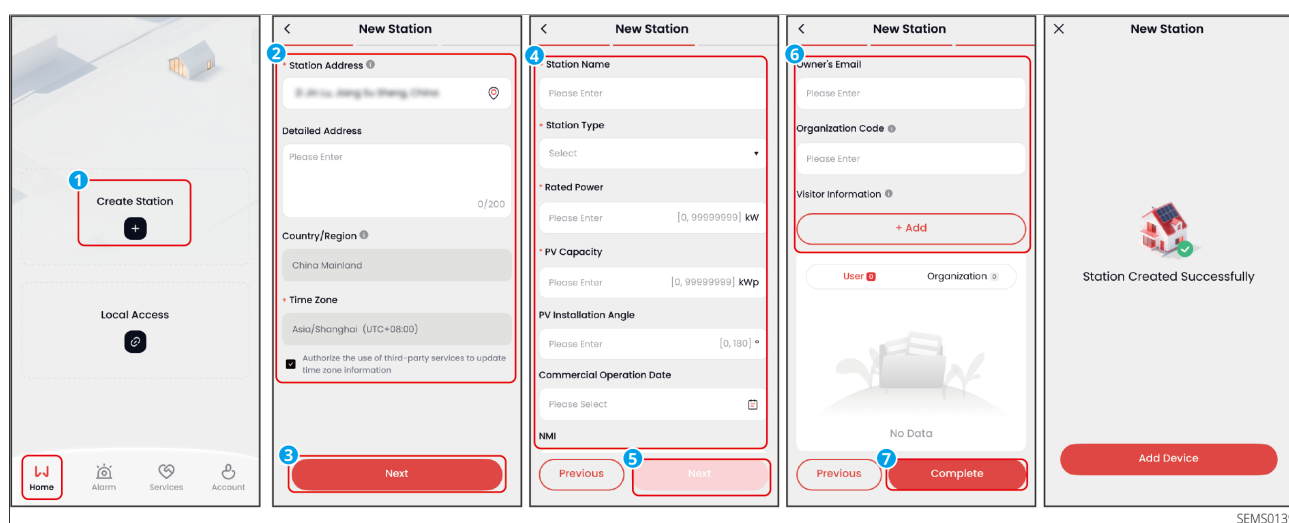 1
Create Station
Local Access
Home
Alarm
Services
Account
New Station
2
* Station Address
Detailed Address
Please Enter
0/200
Country/Region
China Mainland
* Time Zone
Asia/Shanghai (UTC+08:00)
Authorize the use of third-party services to update
time zone information
3
Next
New Station
4
* Station Name
Please Enter
* Station Type
Select
* Rated Power
Please Enter [0, 99999999] kW
* PV Capacity
Please Enter [0, 99999999] kWp
PV Installation Angle
Please Enter [0, 180] °
Commercial Operation Date
Please Select
NMI
5
Previous
Next
New Station
6
Owner's Email
Please Enter
Organization Code
Please Enter
Visitor Information
+ Add
User 0 Organization 0
No Data
7
Previous
Complete
New Station
Station Created Successfully
Add Device